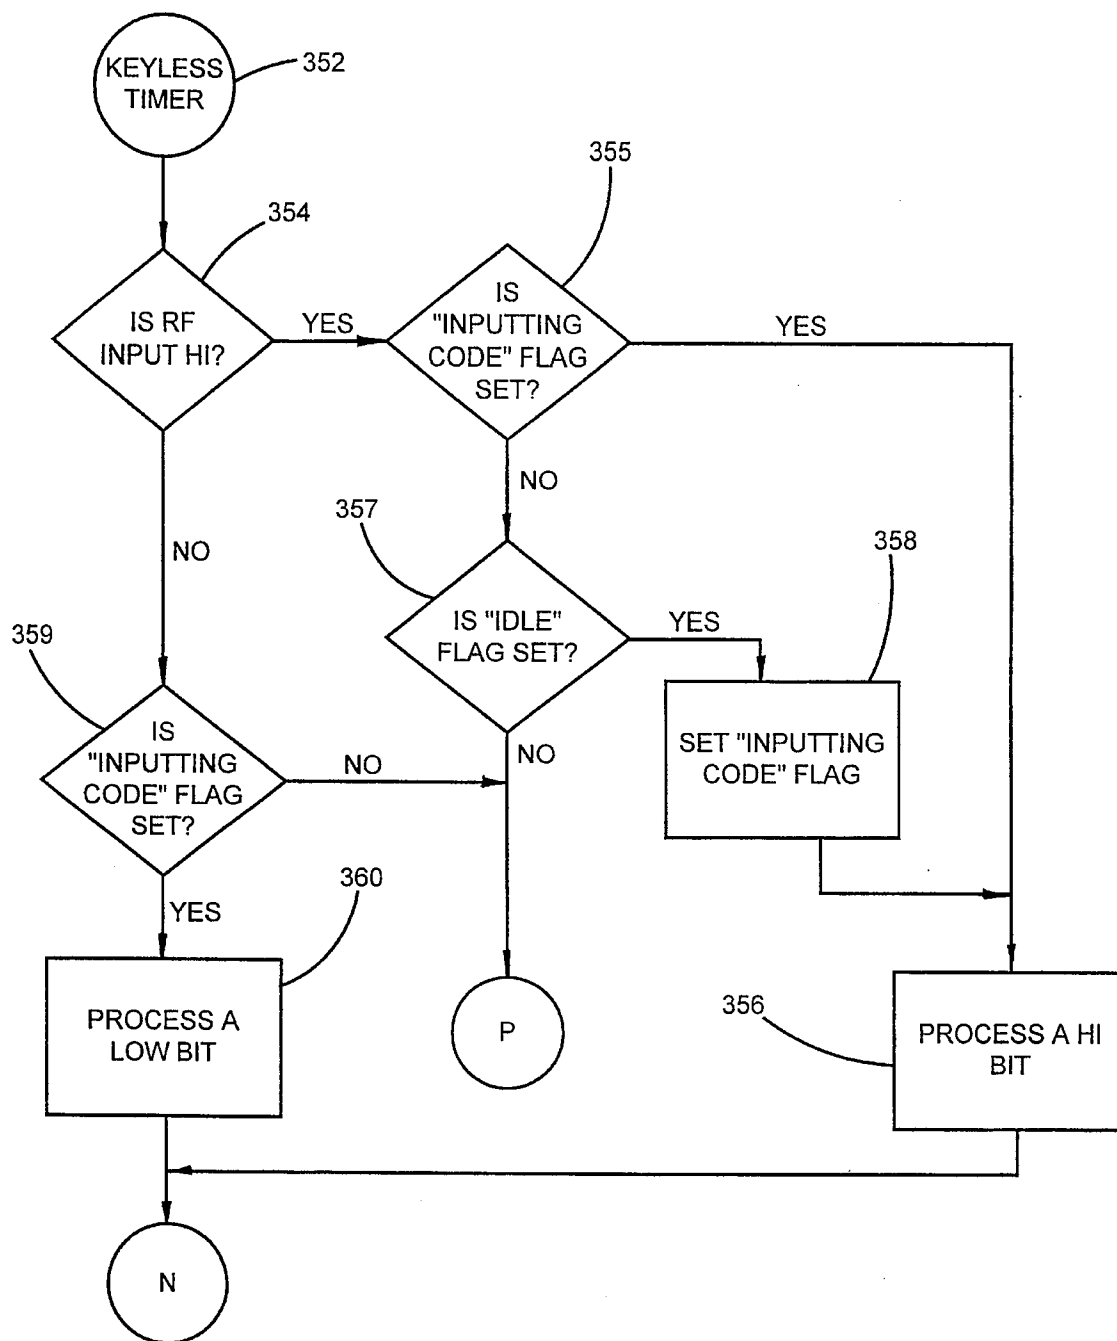 KEYLESS
TIMER
352
354
355
IS RF
INPUT HI?
YES
IS
"INPUTTING
CODE" FLAG
SET?
YES
NO
NO
357
358
IS "IDLE"
FLAG SET?
YES
359
SET "INPUTTING
CODE" FLAG
IS
"INPUTTING
CODE" FLAG
SET?
NO
NO
YES
360
PROCESS A
LOW BIT
P
356
PROCESS A HI
BIT
N